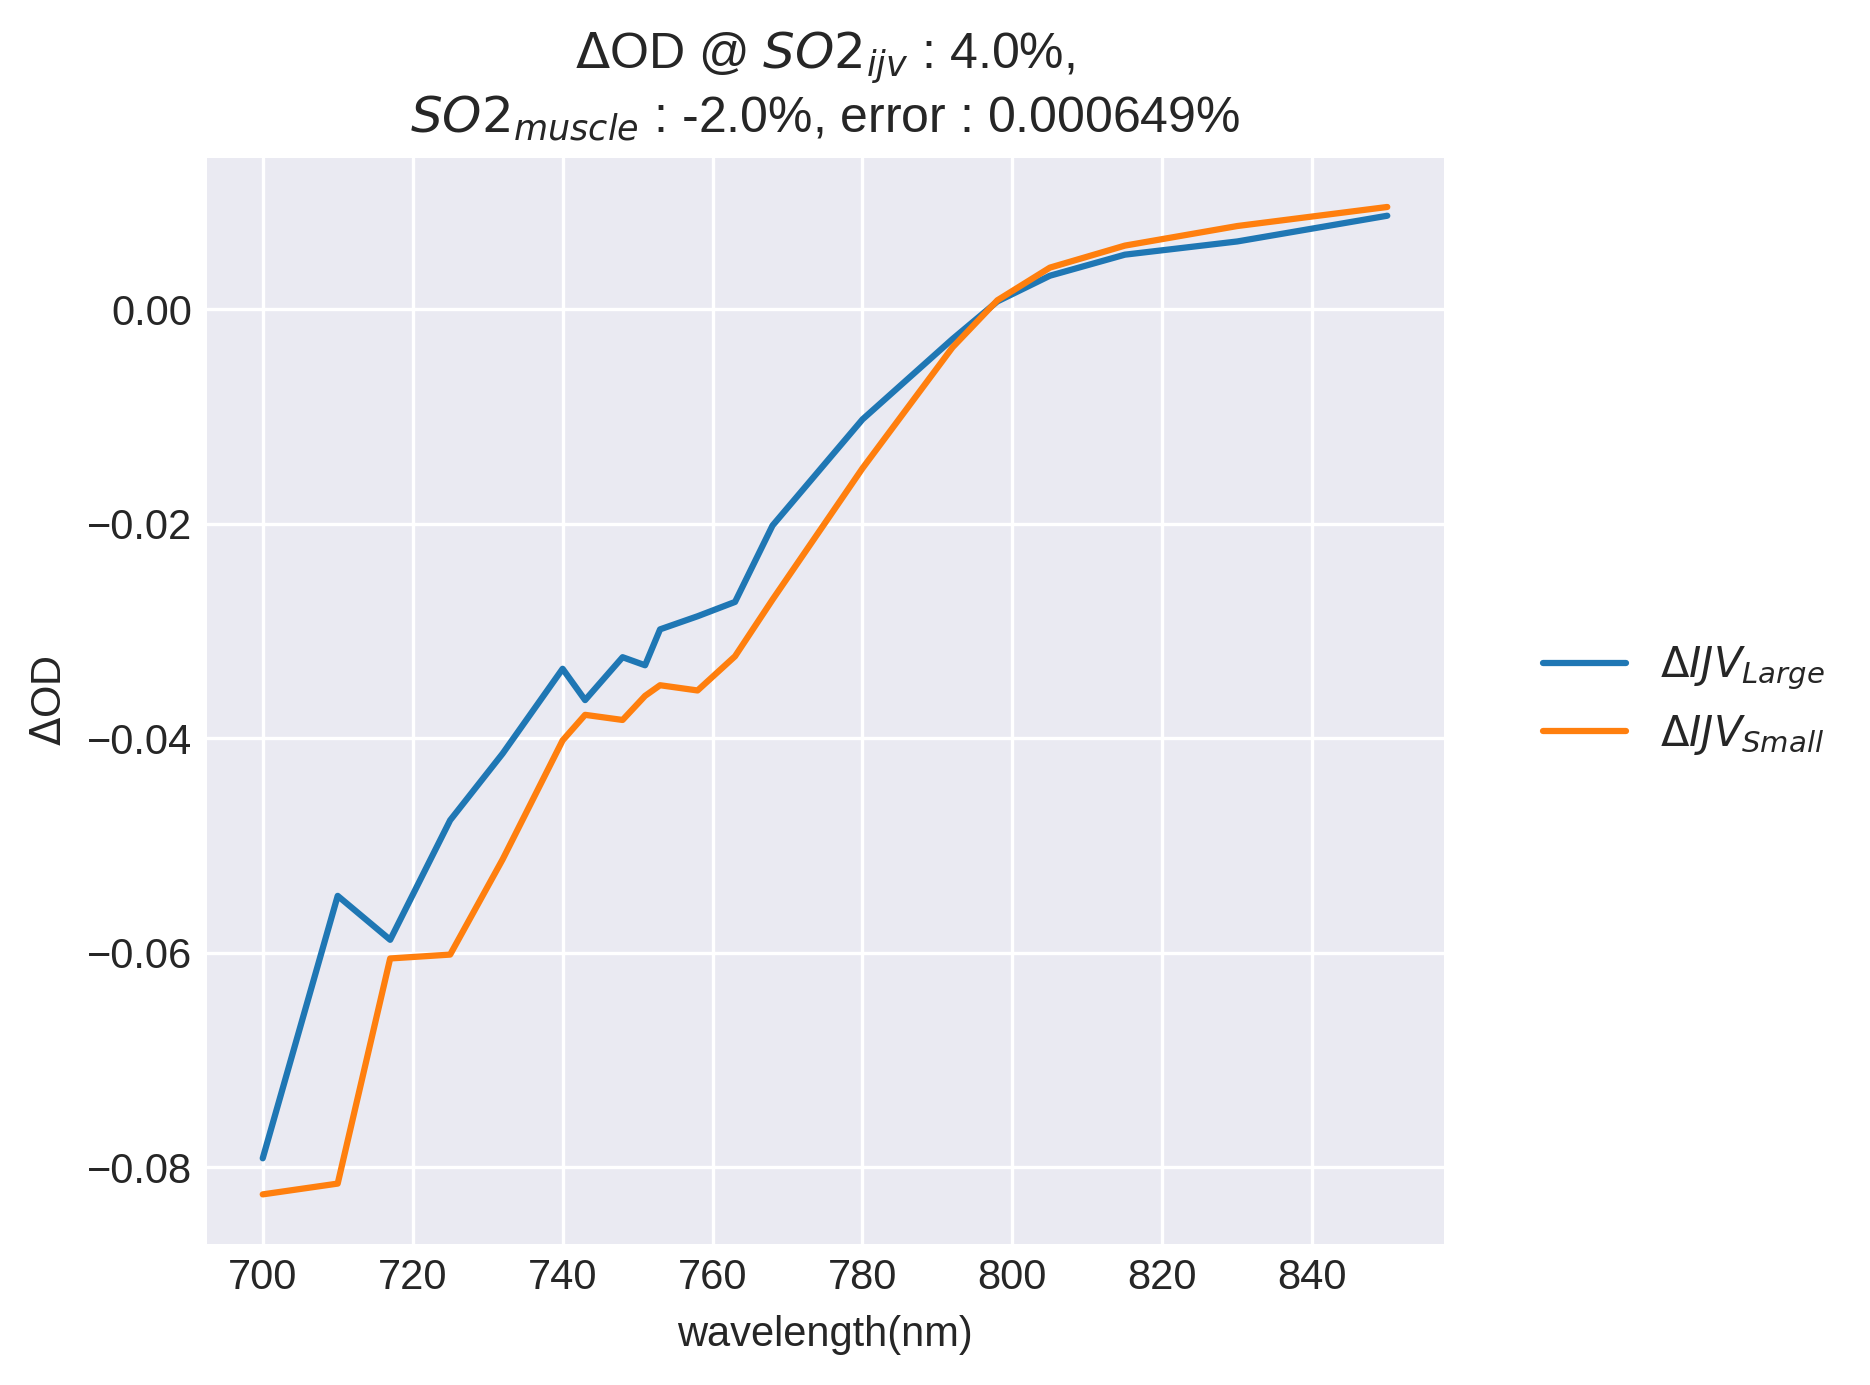 ΔOD @ SO2ijv : 4.0%,
SO2muscle : -2.0%, error : 0.000649%
0.00
−0.02
−0.04
−0.06
−0.08
ΔOD
700 720 740 760 780 800 820 840
wavelength(nm)
ΔIJVLarge
ΔIJVSmall